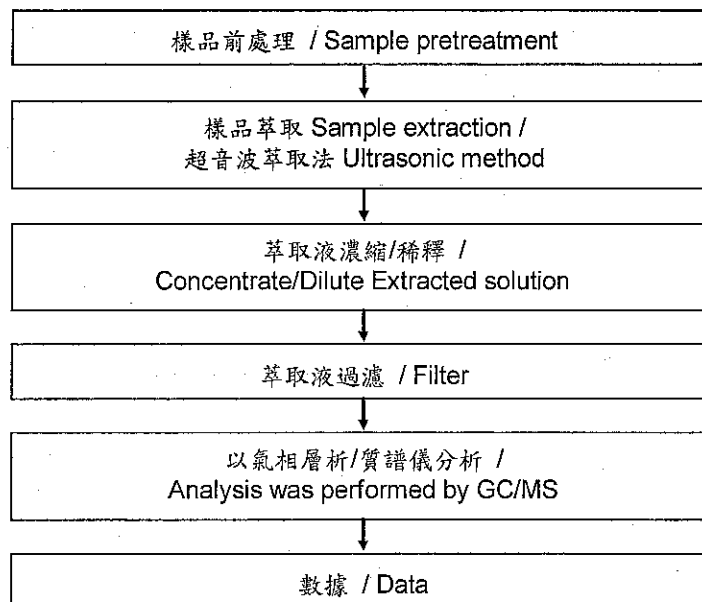 樣品前處理 / Sample pretreatment
樣品萃取 Sample extraction /
超音波萃取法 Ultrasonic method
萃取液濃縮/稀釋 /
Concentrate/Dilute Extracted solution
萃取液過濾 / Filter
以氣相層析/質譜儀分析 /
Analysis was performed by GC/MS
數據 / Data